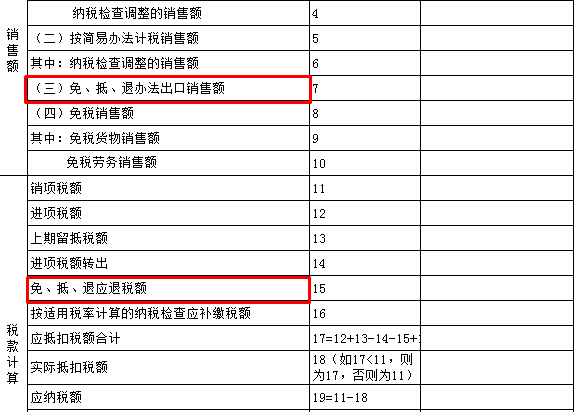 销售额
纳税检查调整的销售额 4
（二）按简易办法计税销售额 5
其中：纳税检查调整的销售额 6
（三）免、抵、退办法出口销售额 7
（四）免税销售额 8
其中：免税货物销售额 9
免税劳务销售额 10
税款计算
销项税额 11
进项税额 12
上期留抵税额 13
进项税额转出 14
免、抵、退应退税额 15
按适用税率计算的纳税检查应补缴税额 16
应抵扣税额合计 17=12+13-14-15+
实际抵扣税额 18（如17<11，则
为17，否则为11）
应纳税额 19=11-18